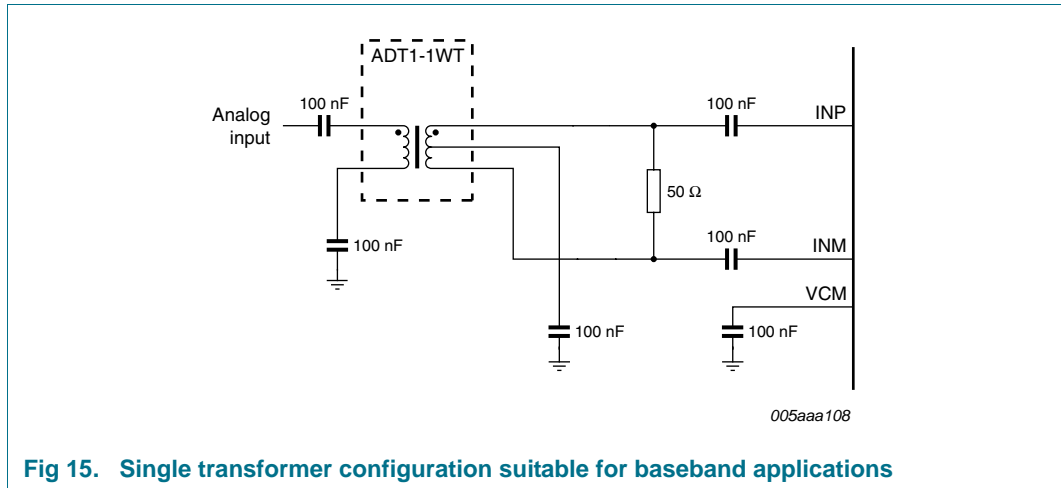 ADT1-1WT
Analog
input
100 nF
100 nF
INP
50 Ω
100 nF
100 nF
INM
VCM
100 nF
100 nF
005aaa108
Fig 15. Single transformer configuration suitable for baseband applications